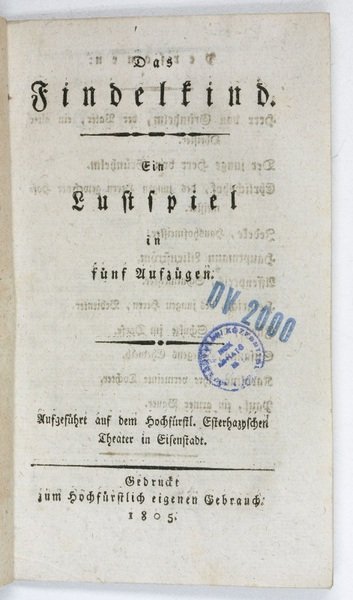 Das
Findelkind.
Ein
Lustspiel
in
fünf Aufzügen.
DV 2000
Aufgeführt auf dem Hochfürstl. Esterhazyschen
Theater in Eisenstadt.
Gedruckt
zum Hochfürstlich eigenen Gebrauch.
1805.